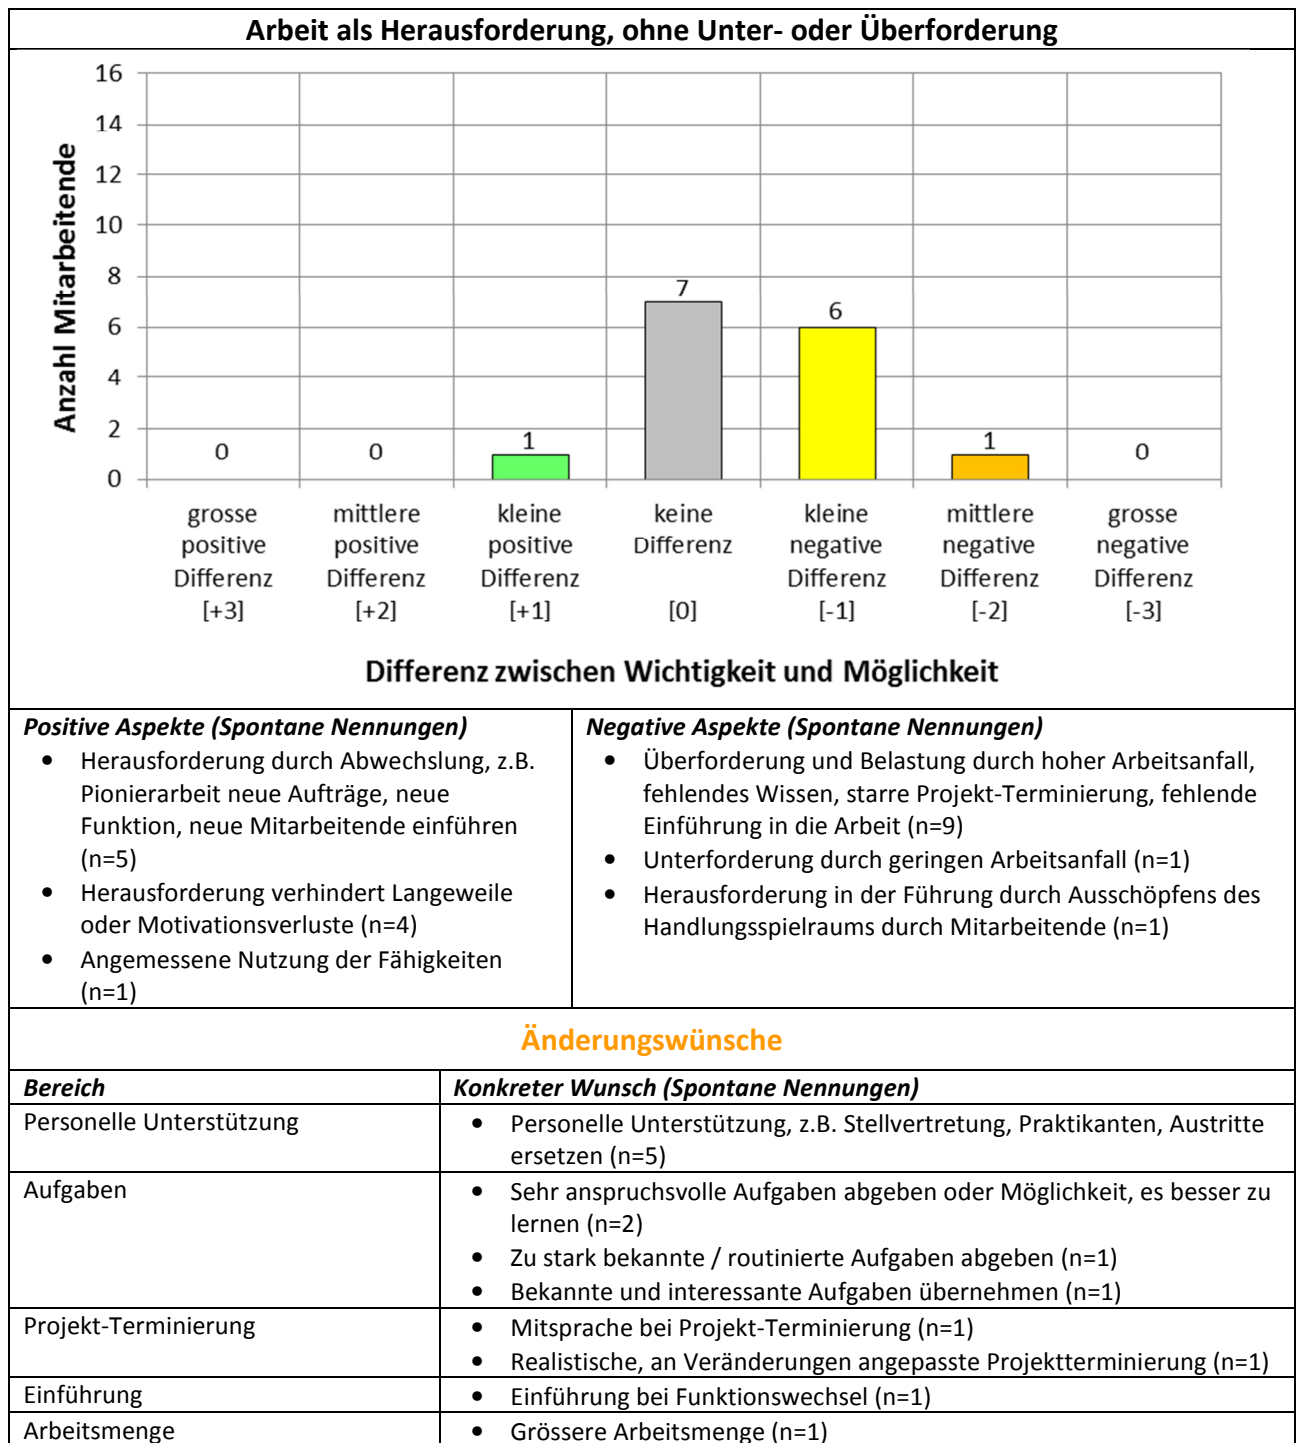 Arbeit als Herausforderung, ohne Unter- oder Überforderung
16
14
12
10
8
6
4
2
0
Anzahl Mitarbeitende
0
0
1
7
6
1
0
grosse positive Differenz [+3]
mittlere positive Differenz [+2]
kleine positive Differenz [+1]
keine Differenz [0]
kleine negative Differenz [-1]
mittlere negative Differenz [-2]
grosse negative Differenz [-3]
Differenz zwischen Wichtigkeit und Möglichkeit
Positive Aspekte (Spontane Nennungen)
• Herausforderung durch Abwechslung, z.B.
Pionierarbeit neue Aufträge, neue
Funktion, neue Mitarbeitende einführen
(n=5)
• Herausforderung verhindert Langeweile
oder Motivationsverluste (n=4)
• Angemessene Nutzung der Fähigkeiten
(n=1)
Negative Aspekte (Spontane Nennungen)
• Überforderung und Belastung durch hoher Arbeitsanfall,
fehlendes Wissen, starre Projekt-Terminierung, fehlende
Einführung in die Arbeit (n=9)
• Unterforderung durch geringen Arbeitsanfall (n=1)
• Herausforderung in der Führung durch Ausschöpfens des
Handlungsspielraums durch Mitarbeitende (n=1)
Änderungswünsche
Bereich
Konkreter Wunsch (Spontane Nennungen)
Personelle Unterstützung
• Personelle Unterstützung, z.B. Stellvertretung, Praktikanten, Austritte
ersetzen (n=5)
Aufgaben
• Sehr anspruchsvolle Aufgaben abgeben oder Möglichkeit, es besser zu
lernen (n=2)
• Zu stark bekannte / routinierte Aufgaben abgeben (n=1)
• Bekannte und interessante Aufgaben übernehmen (n=1)
Projekt-Terminierung
• Mitsprache bei Projekt-Terminierung (n=1)
• Realistische, an Veränderungen angepasste Projektterminierung (n=1)
Einführung
• Einführung bei Funktionswechsel (n=1)
Arbeitsmenge
• Grössere Arbeitsmenge (n=1)